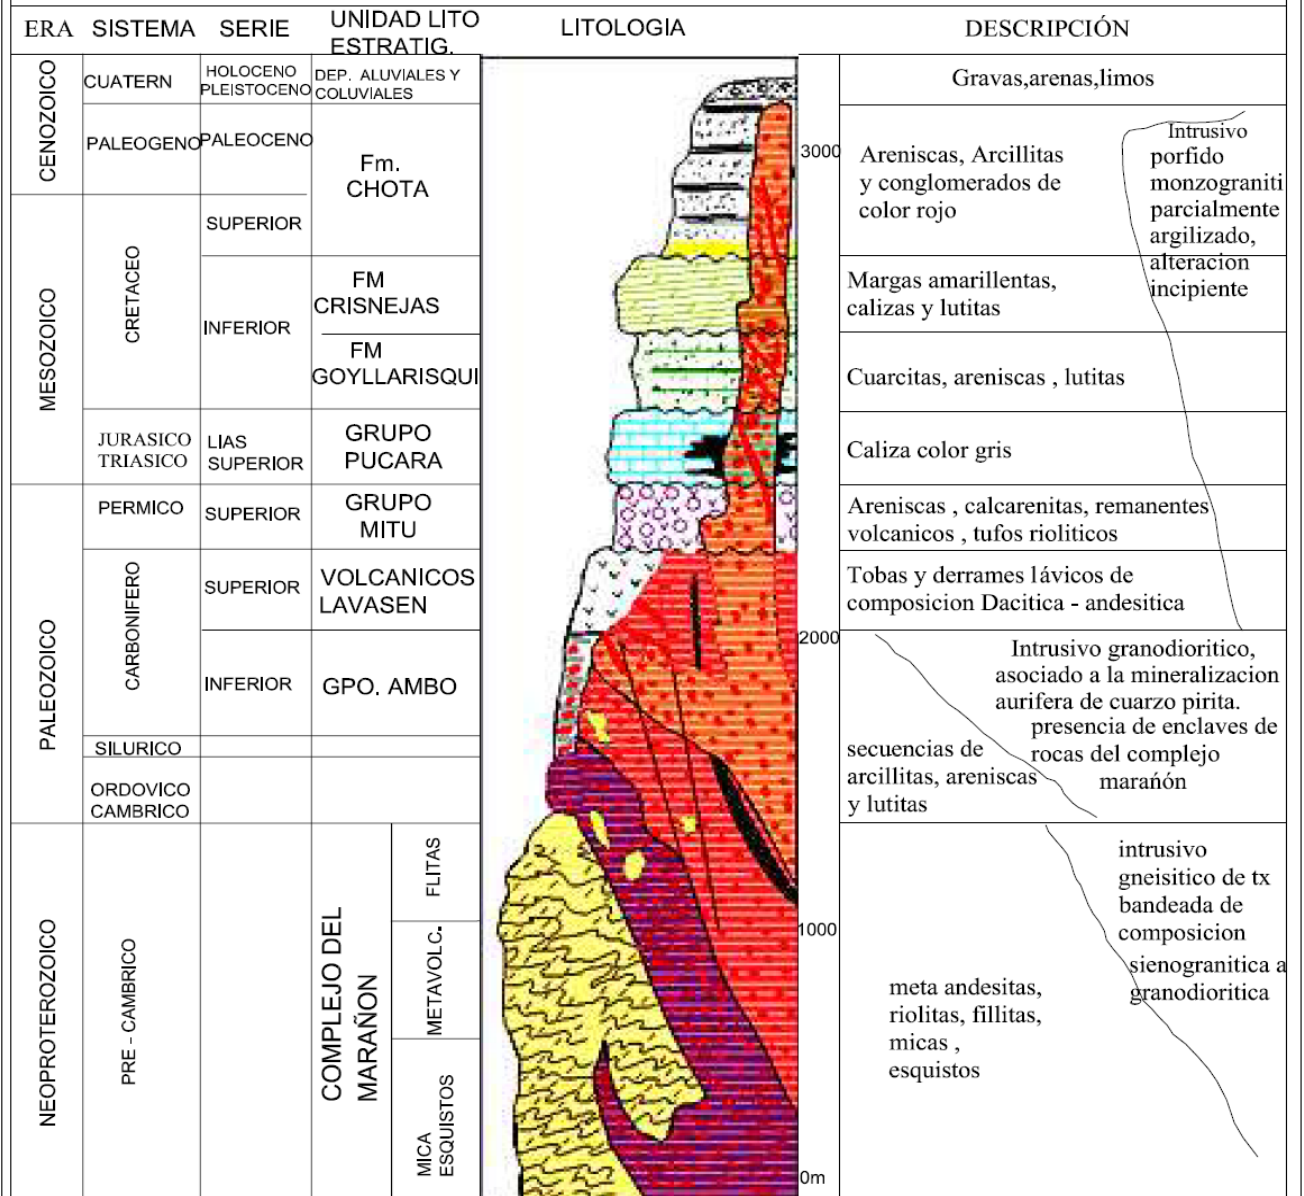 ERA SISTEMA SERIE UNIDAD LITO LITOLOGIA DESCRIPCIÓN
ESTRATIG.
CENOZOICO
CUATERN
HOLOCENO
PLEISTOCENO
DEP. ALUVIALES Y
COLUVIALES
Gravas,arenas,limos
PALEOGENO
PALEOCENO
Fm.
CHOTA
3000
Areniscas, Arcillitas
y conglomerados de
color rojo
Intrusivo
porfido
monzograniti
parcialmente
argilizado,
alteracion
incipiente
MESOZOICO
CRETACEO
SUPERIOR
INFERIOR
FM
CRISNEJAS
Margas amarillentas,
calizas y lutitas
FM
GOYLLARISQUI
Cuarcitas, areniscas , lutitas
JURASICO
TRIASICO
LIAS
SUPERIOR
GRUPO
PUCARA
Caliza color gris
PALEOZOICO
PERMICO
SUPERIOR
GRUPO
MITU
Areniscas , calcarenitas, remanentes
volcanicos , tufos rioliticos
CARBONIFERO
SUPERIOR
VOLCANICOS
LAVASEN
Tobas y derrames lávicos de
composicion Dacitica - andesitica
2000
INFERIOR
GPO. AMBO
Intrusivo granodioritico,
asociado a la mineralizacion
aurifera de cuarzo pirita.
presencia de enclaves de
rocas del complejo
marańón
secuencias de
arcillitas, areniscas
y lutitas
SILURICO
ORDOVICO
CAMBRICO
NEOPROTEROZOICO
PRE - CAMBRICO
COMPLEJO DEL
MARAÑON
FLITAS
METAVOLC.
MICA
ESQUISTOS
1000
0m
intrusivo
gneisitico de tx
bandeada de
composicion
sienogranitica a
granodioritica
meta andesitas,
riolitas, fillitas,
micas ,
esquistos